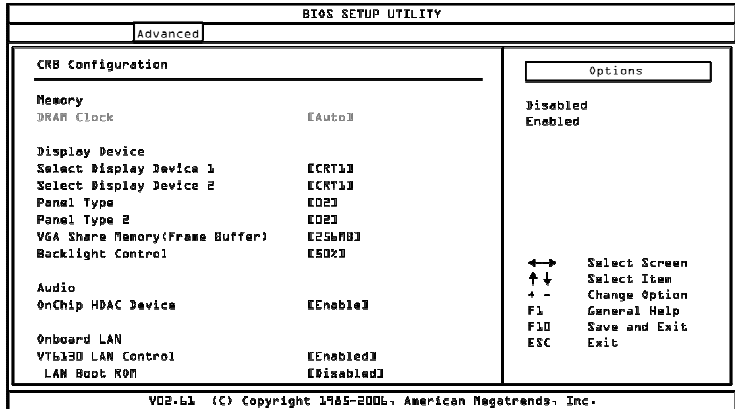 BIOS SETUP UTILITY
Advanced
CRB Configuration
Memory
DRAM Clock [Auto]
Display Device
Select Display Device 1 [CRT1]
Select Display Device 2 [CRT1]
Panel Type [02]
Panel Type 2 [02]
VGA Share Memory(Frame Buffer) [256MB]
Backlight Control [50%]
Audio
OnChip HDAC Device [Enable]
Onboard LAN
VT6130 LAN Control [Enabled]
LAN Boot ROM [Disabled]
Options
Disabled
Enabled
↔ Select Screen
↑↓ Select Item
+ - Change Option
F1 General Help
F10 Save and Exit
ESC Exit
V02.61 (C) Copyright 1985-2006, American Megatrends, Inc.